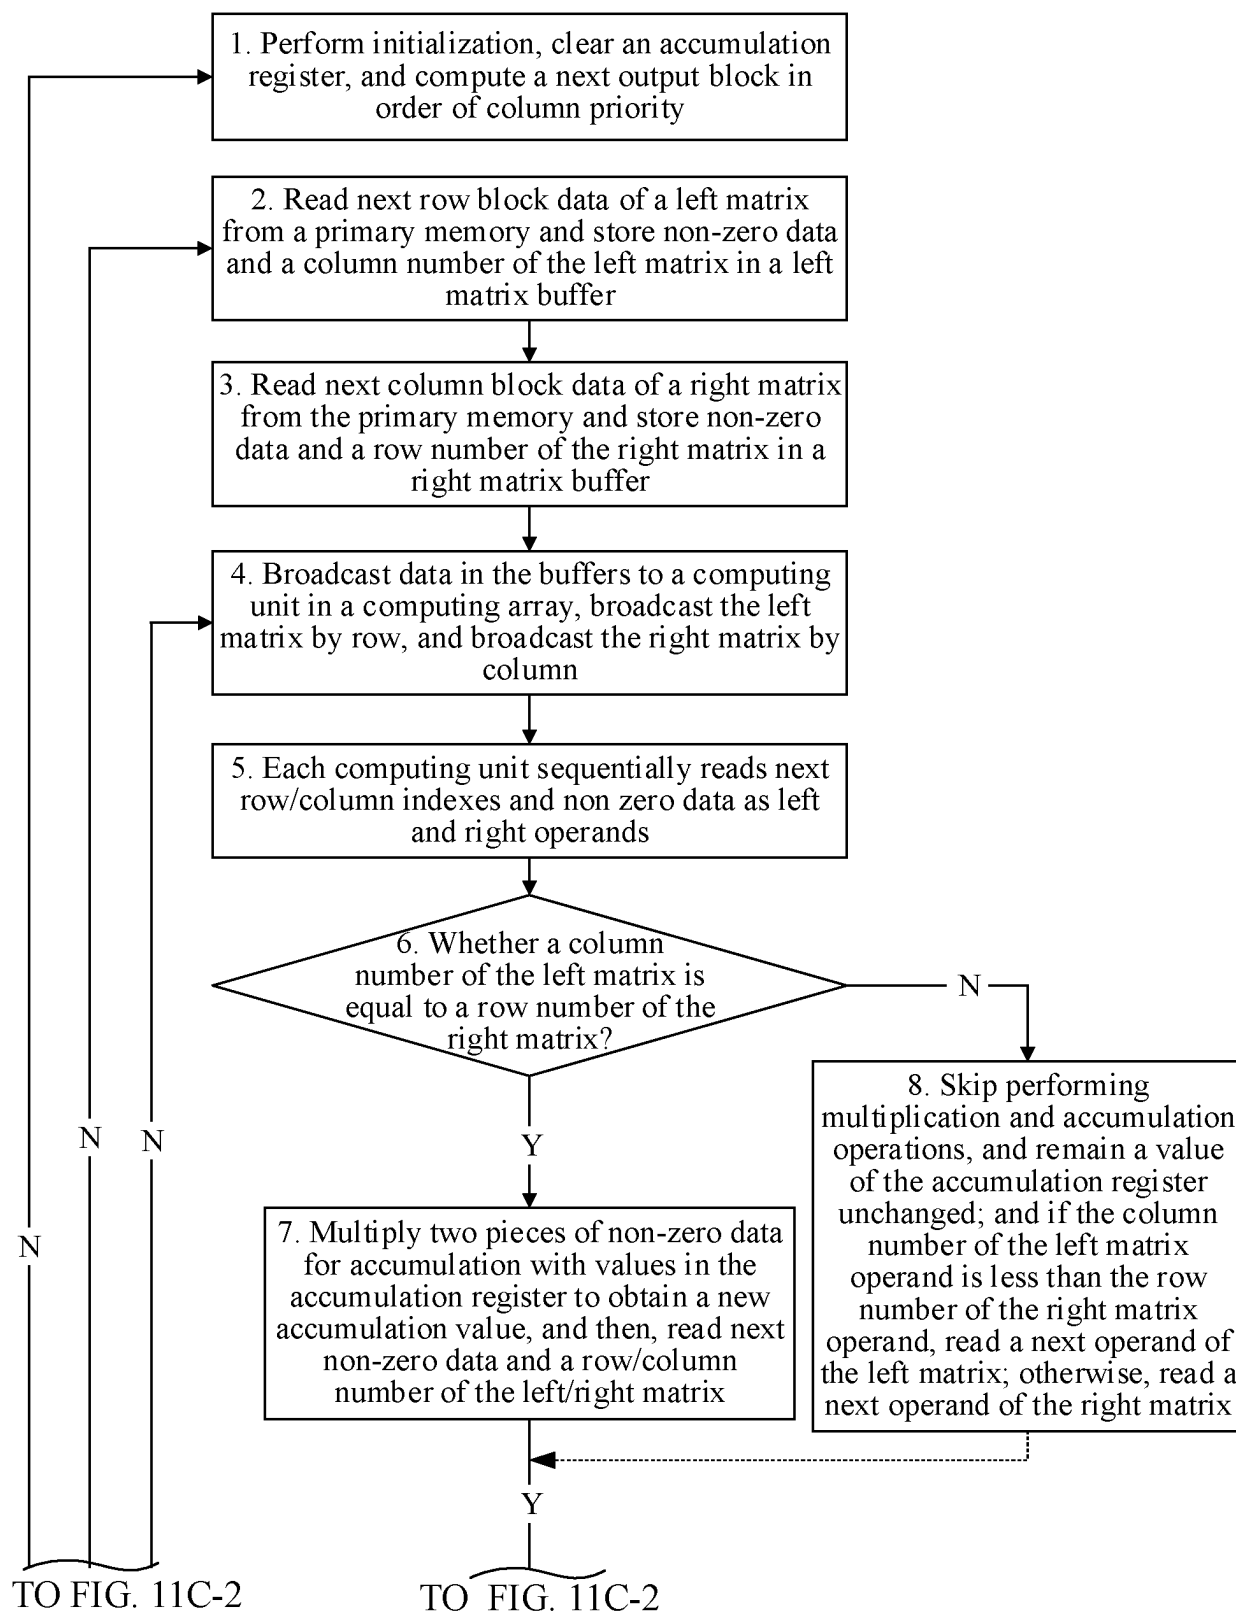 1. Perform initialization, clear an accumulation
register, and compute a next output block in
order of column priority
2. Read next row block data of a left matrix
from a primary memory and store non-zero data
and a column number of the left matrix in a left
matrix buffer
3. Read next column block data of a right matrix
from the primary memory and store non-zero
data and a row number of the right matrix in a
right matrix buffer
4. Broadcast data in the buffers to a computing
unit in a computing array, broadcast the left
matrix by row, and broadcast the right matrix by
column
5. Each computing unit sequentially reads next
row/column indexes and non zero data as left
and right operands
6. Whether a column
number of the left matrix is
equal to a row number of the
right matrix?
N
8. Skip performing
multiplication and accumulation
operations, and remain a value
of the accumulation register
unchanged; and if the column
number of the left matrix
operand is less than the row
number of the right matrix
operand, read a next operand of
the left matrix; otherwise, read a
next operand of the right matrix
N
N
Y
N
7. Multiply two pieces of non-zero data
for accumulation with values in the
accumulation register to obtain a new
accumulation value, and then, read next
non-zero data and a row/column
number of the left/right matrix
Y
TO FIG. 11C-2
TO FIG. 11C-2